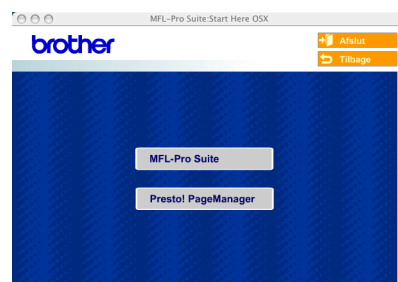 MFL-Pro Suite:Start Here OSX
brother
Afslut
Tilbage
MFL-Pro Suite
Presto! PageManager